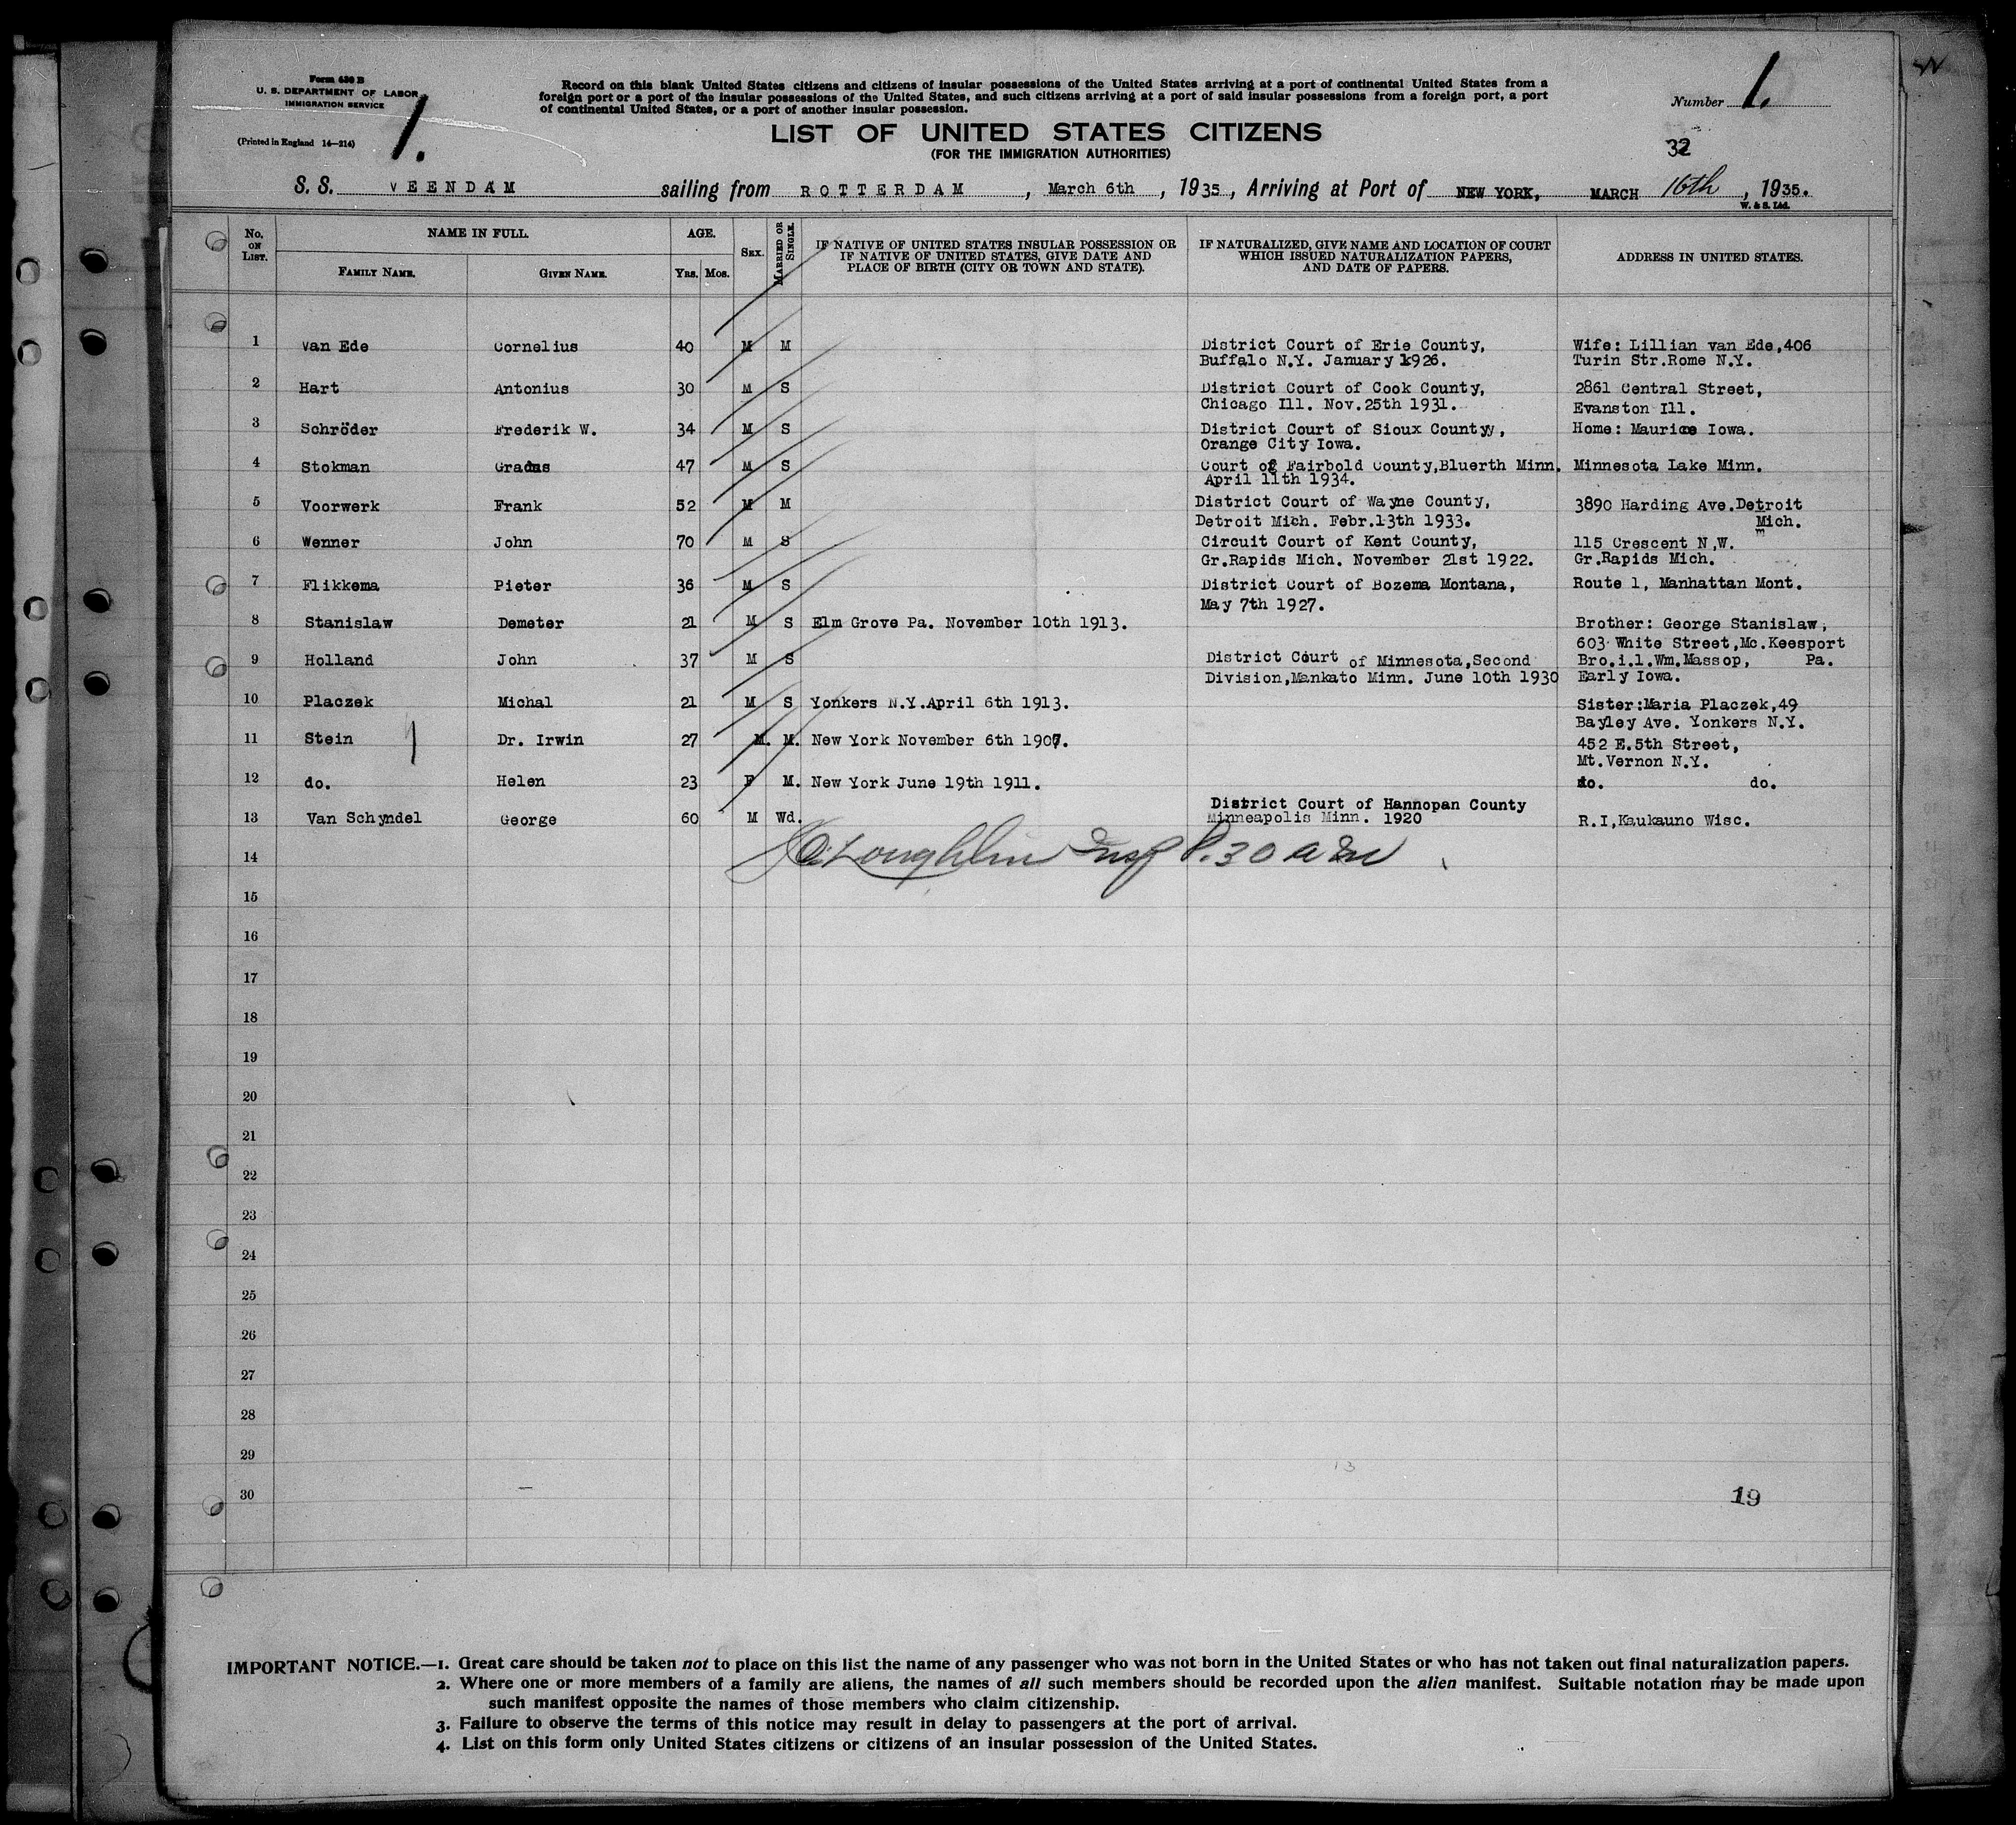 Form 630 B
U. S. DEPARTMENT OF LABOR
IMMIGRATION SERVICE
(Printed in England 14—214)
1.
Record on this blank United States citizens and citizens of insular possessions of the United States arriving at a port of continental United States from a
foreign port or a port of the insular possessions of the United States, and such citizens arriving at a port of said insular possessions from a foreign port, a port
of continental United States, or a port of another insular possession.
Number 1.
LIST OF UNITED STATES CITIZENS
(FOR THE IMMIGRATION AUTHORITIES)
32
S. S. VEENDAM sailing from ROTTERDAM, March 6th, 1935, Arriving at Port of NEW YORK, MARCH 16th, 1935.
W. & S. Ltd.
No. ON LIST.
NAME IN FULL.
FAMILY NAME.
GIVEN NAME.
AGE.
YRS. MOS.
SEX.
MARRIED OR SINGLE.
IF NATIVE OF UNITED STATES INSULAR POSSESSION OR
IF NATIVE OF UNITED STATES, GIVE DATE AND
PLACE OF BIRTH (CITY OR TOWN AND STATE).
IF NATURALIZED, GIVE NAME AND LOCATION OF COURT
WHICH ISSUED NATURALIZATION PAPERS,
AND DATE OF PAPERS.
ADDRESS IN UNITED STATES.
1 Van Ede Cornelius 40 M M District Court of Erie County, Wife: Lillian van Ede,406
Buffalo N.Y. January 1926. Turin Str.Rome N.Y.
2 Hart Antonius 30 M S District Court of Cook County, 2861 Central Street,
Chicago Ill. Nov.25th 1931. Evanston Ill.
3 Schröder Frederik W. 34 M S District Court of Sioux Countyy, Home: Maurice Iowa.
Orange City Iowa.
4 Stokman Gradus 47 M S Court of Fairbold County,Bluerth Minn. Minnesota Lake Minn.
April 11th 1934.
5 Voorwerk Frank 52 M M District Court of Wayne County, 3890 Harding Ave.Detroit
Detroit Mich. Febr.13th 1933. Mich.
6 Wenner John 70 M S Circuit Court of Kent County, 115 Crescent N.W.
Gr.Rapids Mich. November 21st 1922. Gr.Rapids Mich.
7 Flikkema Pieter 36 M S District Court of Bozema Montana, Route 1, Manhattan Mont.
May 7th 1927.
8 Stanislaw Demeter 21 M S Elm Grove Pa. November 10th 1913. Brother: George Stanislaw,
603 White Street,Mc.Keesport
9 Holland John 37 M S District Court of Minnesota,Second Bro.i.l.Wm.Massop, Pa.
Division,Mankato Minn. June 10th 1930 Early Iowa.
10 Placzek Michal 21 M S Yonkers N.Y.April 6th 1913. Sister:Maria Placzek,49
Bayley Ave. Yonkers N.Y.
11 Stein Dr. Irwin 27 M. M. New York November 6th 1907. 452 E.5th Street,
Mt.Vernon N.Y.
12 do. Helen 23 F M. New York June 19th 1911. do. do.
District Court of Hannopan County
13 Van Schyndel George 60 M Wd. Minneapolis Minn. 1920 R.I,Kaukauno Wisc.
14 O'Loughlin Insp 8.30 am
15
16
17
18
19
20
21
22
23
24
25
26
27
28
29
13
30
19
IMPORTANT NOTICE.—1. Great care should be taken not to place on this list the name of any passenger who was not born in the United States or who has not taken out final naturalization papers.
2. Where one or more members of a family are aliens, the names of all such members should be recorded upon the alien manifest. Suitable notation may be made upon
such manifest opposite the names of those members who claim citizenship.
3. Failure to observe the terms of this notice may result in delay to passengers at the port of arrival.
4. List on this form only United States citizens or citizens of an insular possession of the United States.